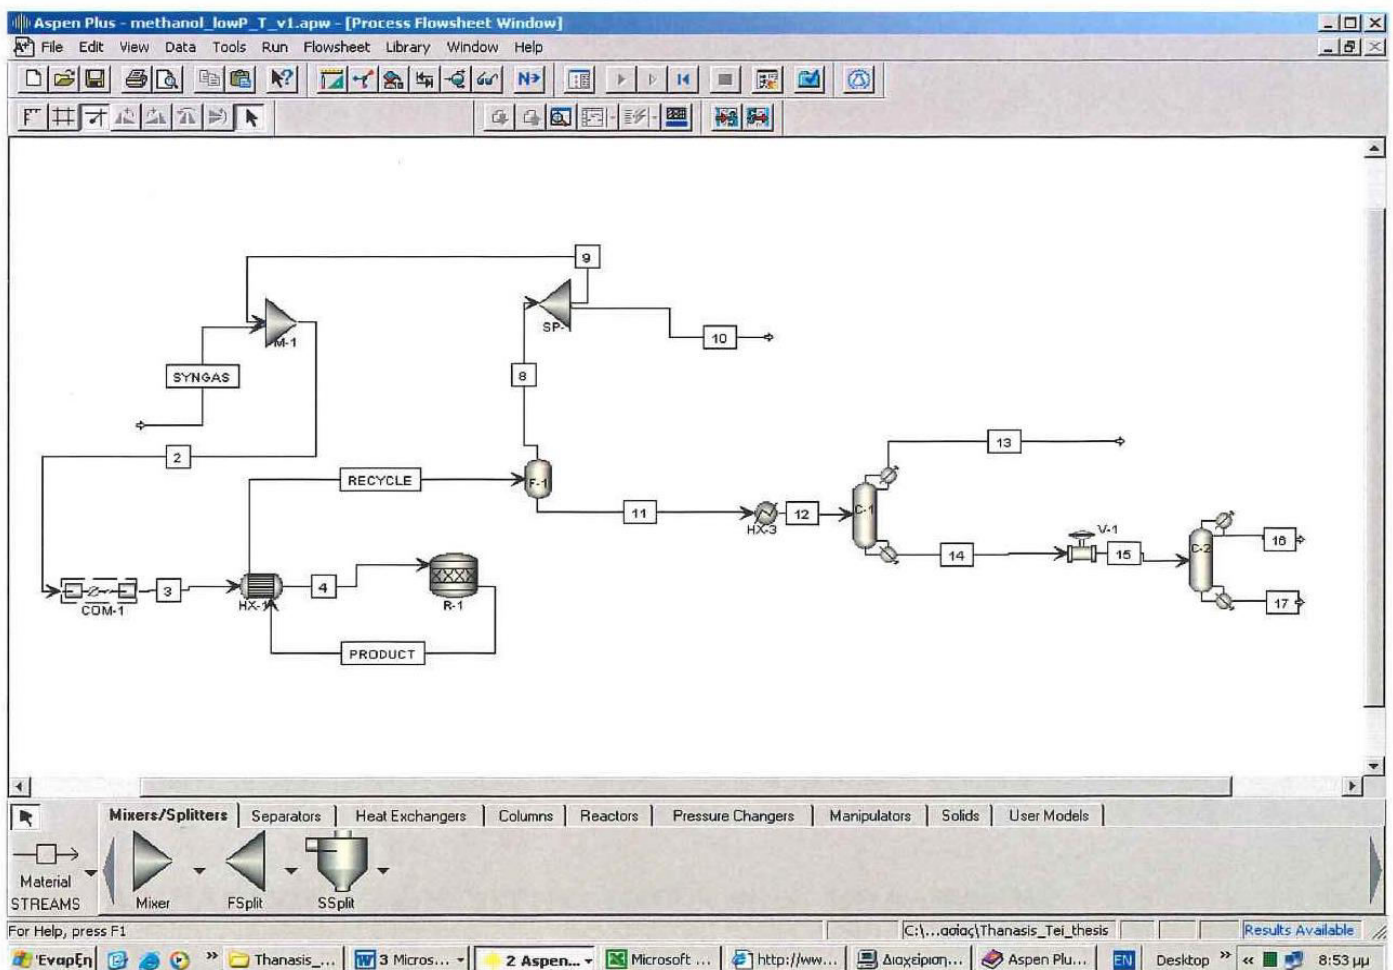 Aspen Plus - methanol_lowP_T_v1.apw - [Process Flowsheet Window]
File Edit View Data Tools Run Flowsheet Library Window Help
N>
9
M-1
SP-
10
SYNGAS
8
2
13
RECYCLE
F-1
C-1
11
HX-3
12
V-1
14
15
C-2
16
COM-1
3
HX-1
4
R-1
17
PRODUCT
Mixers/Splitters Separators Heat Exchangers Columns Reactors Pressure Changers Manipulators Solids User Models
Material
STREAMS
Mixer FSplit SSplit
For Help, press F1 C:\...ασίας\Thanasis_Tei_thesis Results Available
Έναρξη » Thanasis_... 3 Micros... 2 Aspen... Microsoft ... http://ww... Διαχείριση... Aspen Plu... EN Desktop » « 8:53 μμ